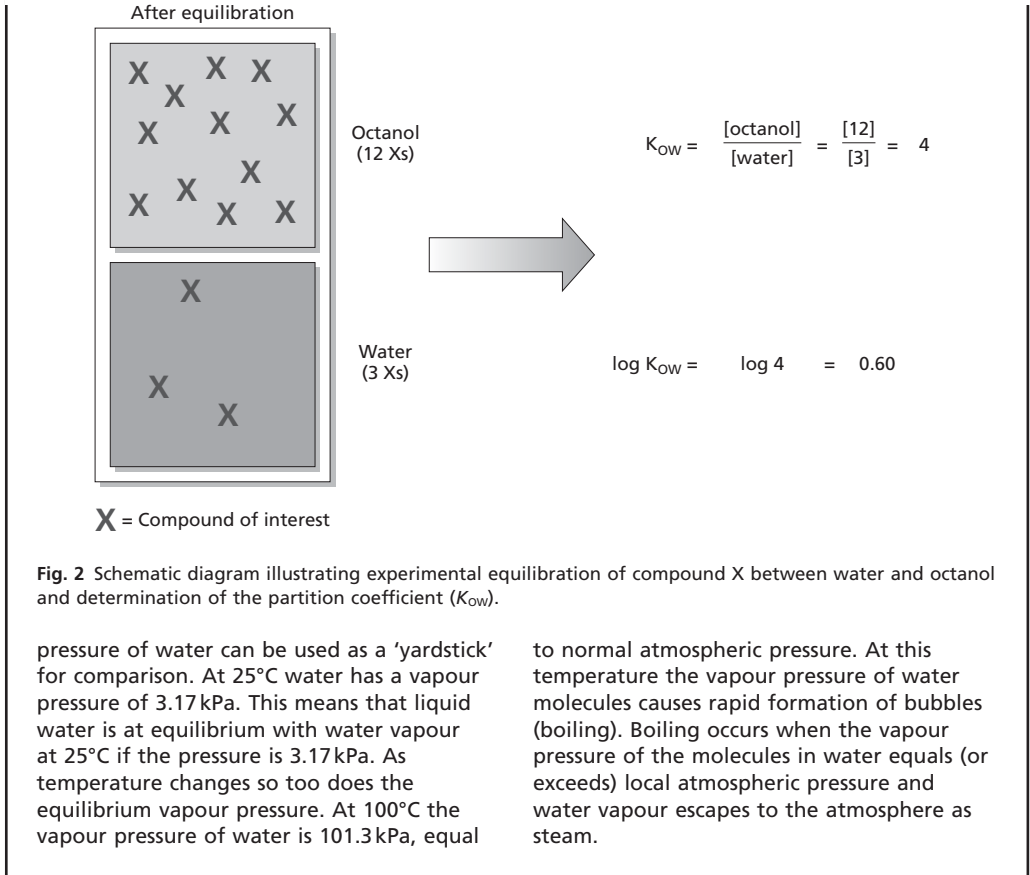 After equilibration
X X X
X
X X X
X
X X
X X X
Octanol
(12 Xs)
K_OW = [octanol] / [water] = [12] / [3] = 4
X
X
X
Water
(3 Xs)
log K_OW = log 4 = 0.60
X = Compound of interest
Fig. 2 Schematic diagram illustrating experimental equilibration of compound X between water and octanol
and determination of the partition coefficient (K_OW).
pressure of water can be used as a ‘yardstick’
for comparison. At 25°C water has a vapour
pressure of 3.17 kPa. This means that liquid
water is at equilibrium with water vapour
at 25°C if the pressure is 3.17 kPa. As
temperature changes so too does the
equilibrium vapour pressure. At 100°C the
vapour pressure of water is 101.3 kPa, equal
to normal atmospheric pressure. At this
temperature the vapour pressure of water
molecules causes rapid formation of bubbles
(boiling). Boiling occurs when the vapour
pressure of the molecules in water equals (or
exceeds) local atmospheric pressure and
water vapour escapes to the atmosphere as
steam.